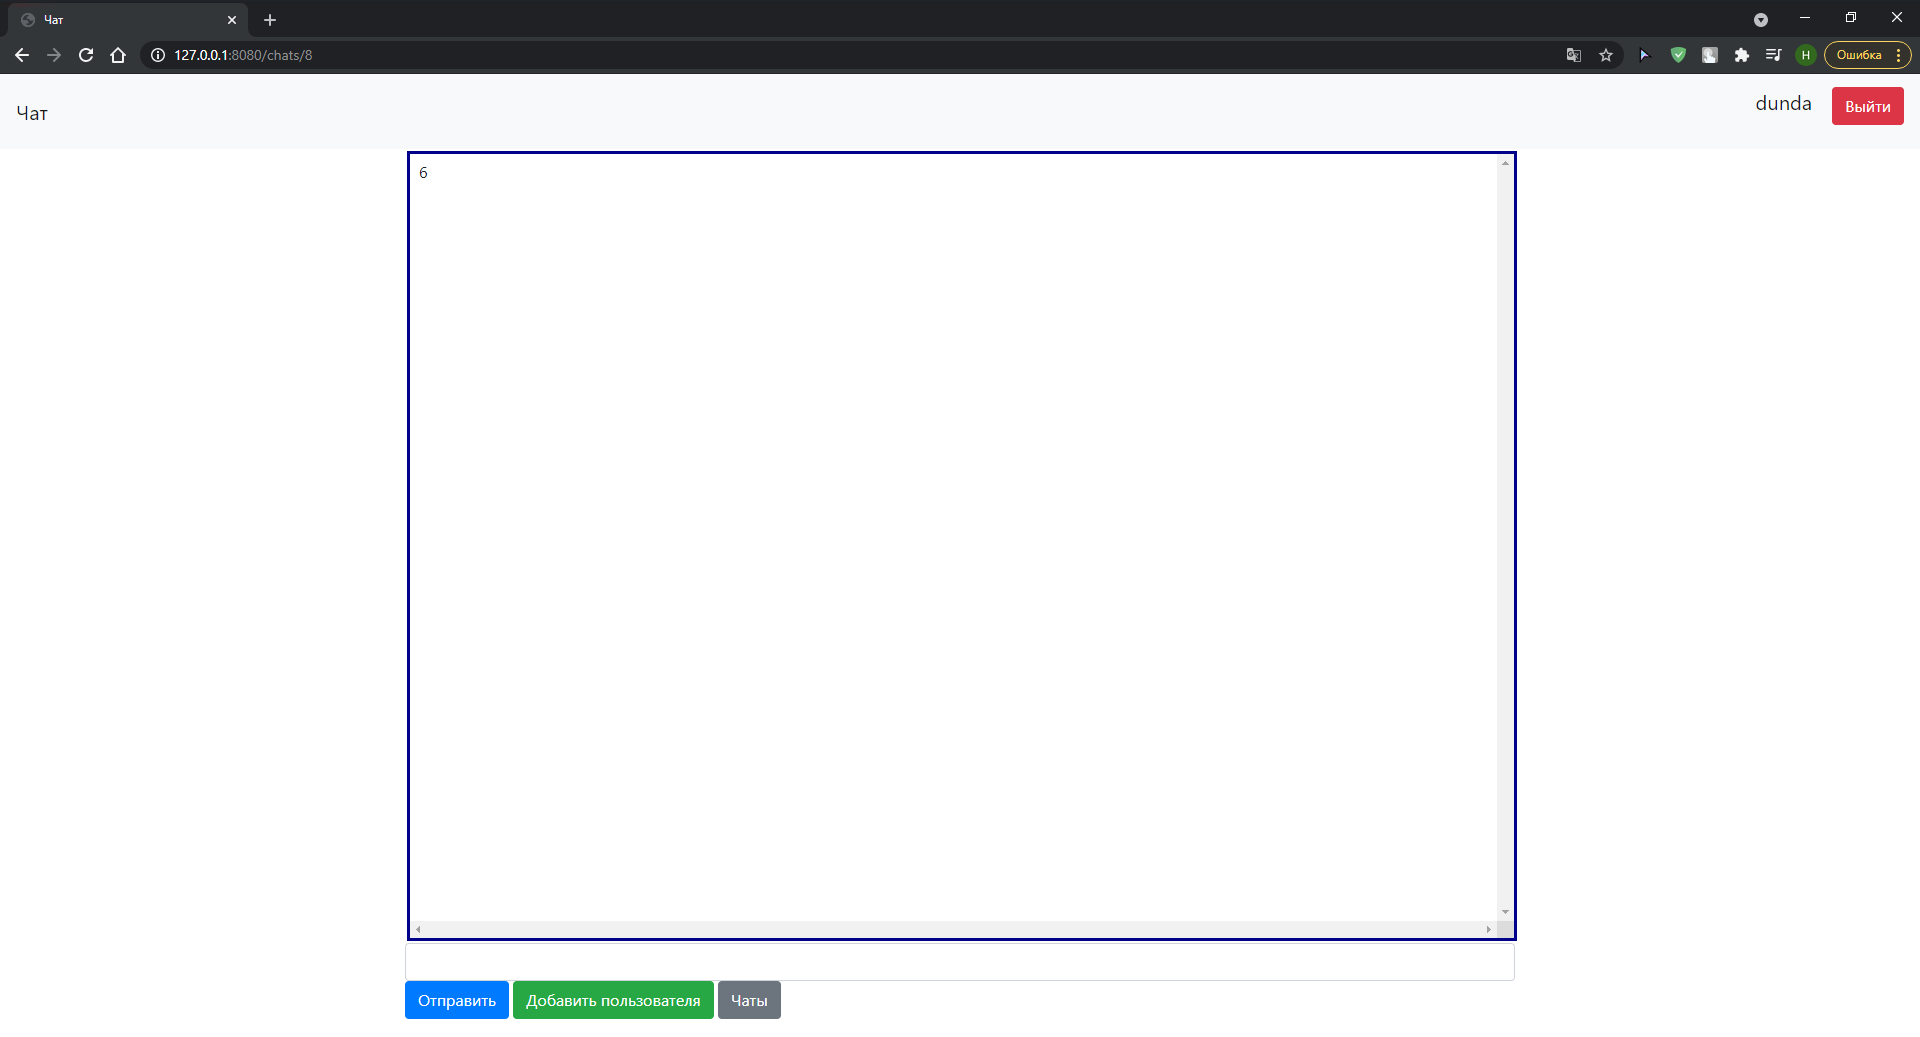 Чат
127.0.0.1:8080/chats/8
Н
Ошибка
Чат
dunda
Выйти
6
Отправить
Добавить пользователя
Чаты